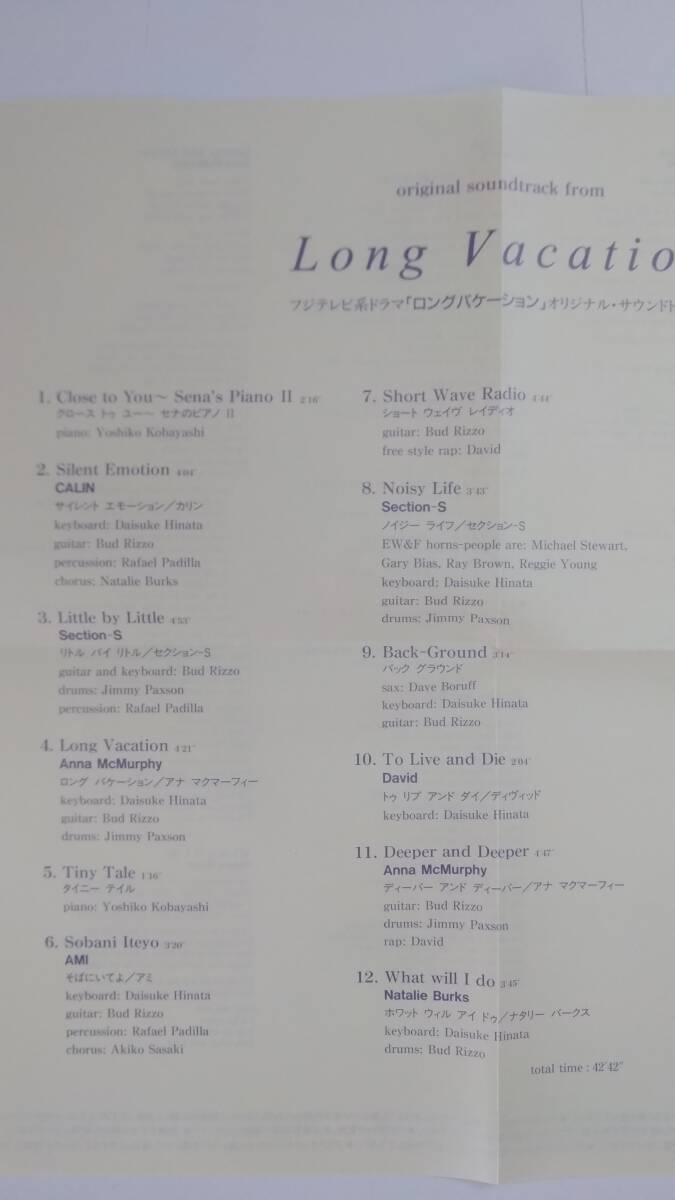 original soundtrack from
Long Vacatio
フジテレビ系ドラマ「ロングバケーション」オリジナル・サウンドト
1. Close to You～ Sena's Piano II 2'16"
クロース トゥ ユー～ セナのピアノ II
piano: Yoshiko Kobayashi
2. Silent Emotion 4'04"
CALIN
サイレント エモーション／カリン
keyboard: Daisuke Hinata
guitar: Bud Rizzo
percussion: Rafael Padilla
chorus: Natalie Burks
3. Little by Little 4'53"
Section-S
リトル バイ リトル／セクション-S
guitar and keyboard: Bud Rizzo
drums: Jimmy Paxson
percussion: Rafael Padilla
4. Long Vacation 4'21"
Anna McMurphy
ロング バケーション／アナ マクマーフィー
keyboard: Daisuke Hinata
guitar: Bud Rizzo
drums: Jimmy Paxson
5. Tiny Tale 1'16"
タイニー テイル
piano: Yoshiko Kobayashi
6. Sobani Iteyo 3'20"
AMI
そばにいてよ／アミ
keyboard: Daisuke Hinata
guitar: Bud Rizzo
percussion: Rafael Padilla
chorus: Akiko Sasaki
7. Short Wave Radio 4'44"
ショート ウェイヴ レイディオ
guitar: Bud Rizzo
free style rap: David
8. Noisy Life 3'43"
Section-S
ノイジー ライフ／セクション-S
EW&F horns-people are: Michael Stewart,
Gary Bias, Ray Brown, Reggie Young
keyboard: Daisuke Hinata
guitar: Bud Rizzo
drums: Jimmy Paxson
9. Back-Ground 3'14"
バック グラウンド
sax: Dave Boruff
keyboard: Daisuke Hinata
guitar: Bud Rizzo
10. To Live and Die 2'04"
David
トゥ リブ アンド ダイ／ディヴィッド
keyboard: Daisuke Hinata
11. Deeper and Deeper 4'47"
Anna McMurphy
ディーパー アンド ディーパー／アナ マクマーフィー
guitar: Bud Rizzo
drums: Jimmy Paxson
rap: David
12. What will I do 3'45"
Natalie Burks
ホワット ウィル アイ ドゥ／ナタリー バークス
keyboard: Daisuke Hinata
drums: Bud Rizzo
total time : 42'42"